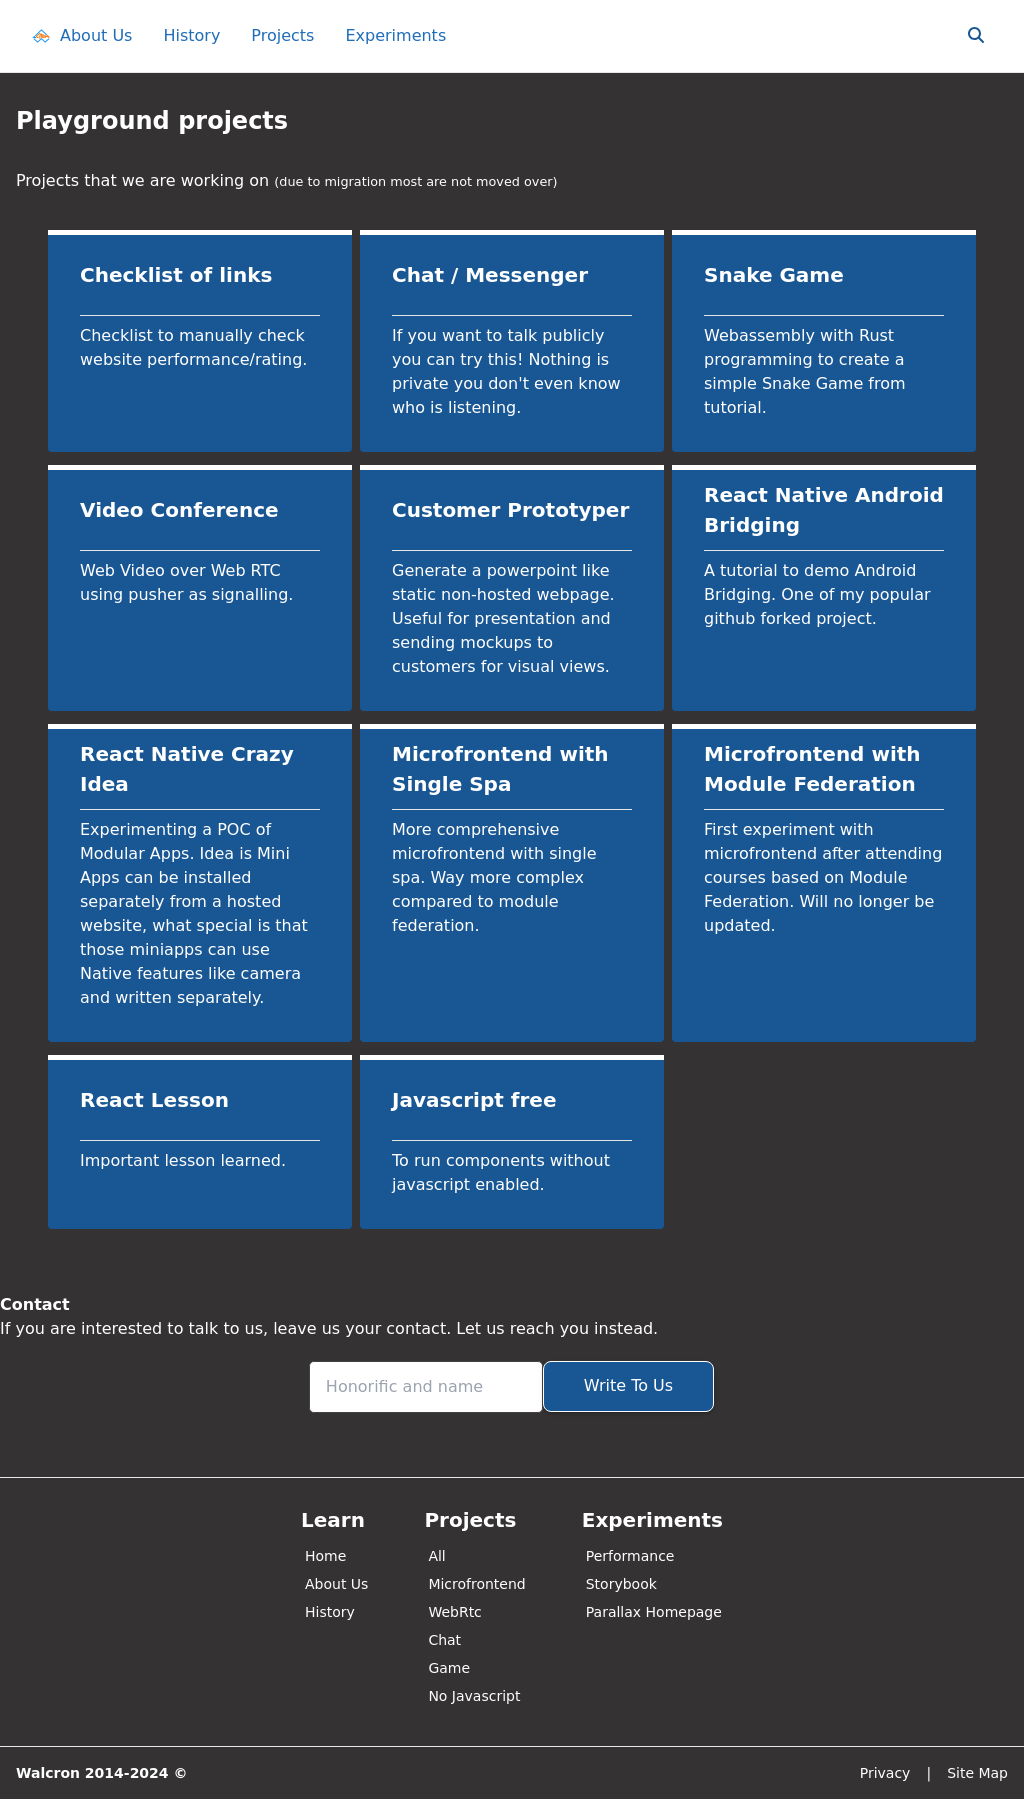 About Us History Projects Experiments
Playground projects
Projects that we are working on (due to migration most are not moved over)
Checklist of links
Checklist to manually check
website performance/rating.
Chat / Messenger
If you want to talk publicly
you can try this! Nothing is
private you don't even know
who is listening.
Snake Game
Webassembly with Rust
programming to create a
simple Snake Game from
tutorial.
Video Conference
Web Video over Web RTC
using pusher as signalling.
Customer Prototyper
Generate a powerpoint like
static non-hosted webpage.
Useful for presentation and
sending mockups to
customers for visual views.
React Native Android
Bridging
A tutorial to demo Android
Bridging. One of my popular
github forked project.
React Native Crazy
Idea
Experimenting a POC of
Modular Apps. Idea is Mini
Apps can be installed
separately from a hosted
website, what special is that
those miniapps can use
Native features like camera
and written separately.
Microfrontend with
Single Spa
More comprehensive
microfrontend with single
spa. Way more complex
compared to module
federation.
Microfrontend with
Module Federation
First experiment with
microfrontend after attending
courses based on Module
Federation. Will no longer be
updated.
React Lesson
Important lesson learned.
Javascript free
To run components without
javascript enabled.
Contact
If you are interested to talk to us, leave us your contact. Let us reach you instead.
Honorific and name
Write To Us
Learn
Home
About Us
History
Projects
All
Microfrontend
WebRtc
Chat
Game
No Javascript
Experiments
Performance
Storybook
Parallax Homepage
Walcron 2014-2024 ©
Privacy | Site Map